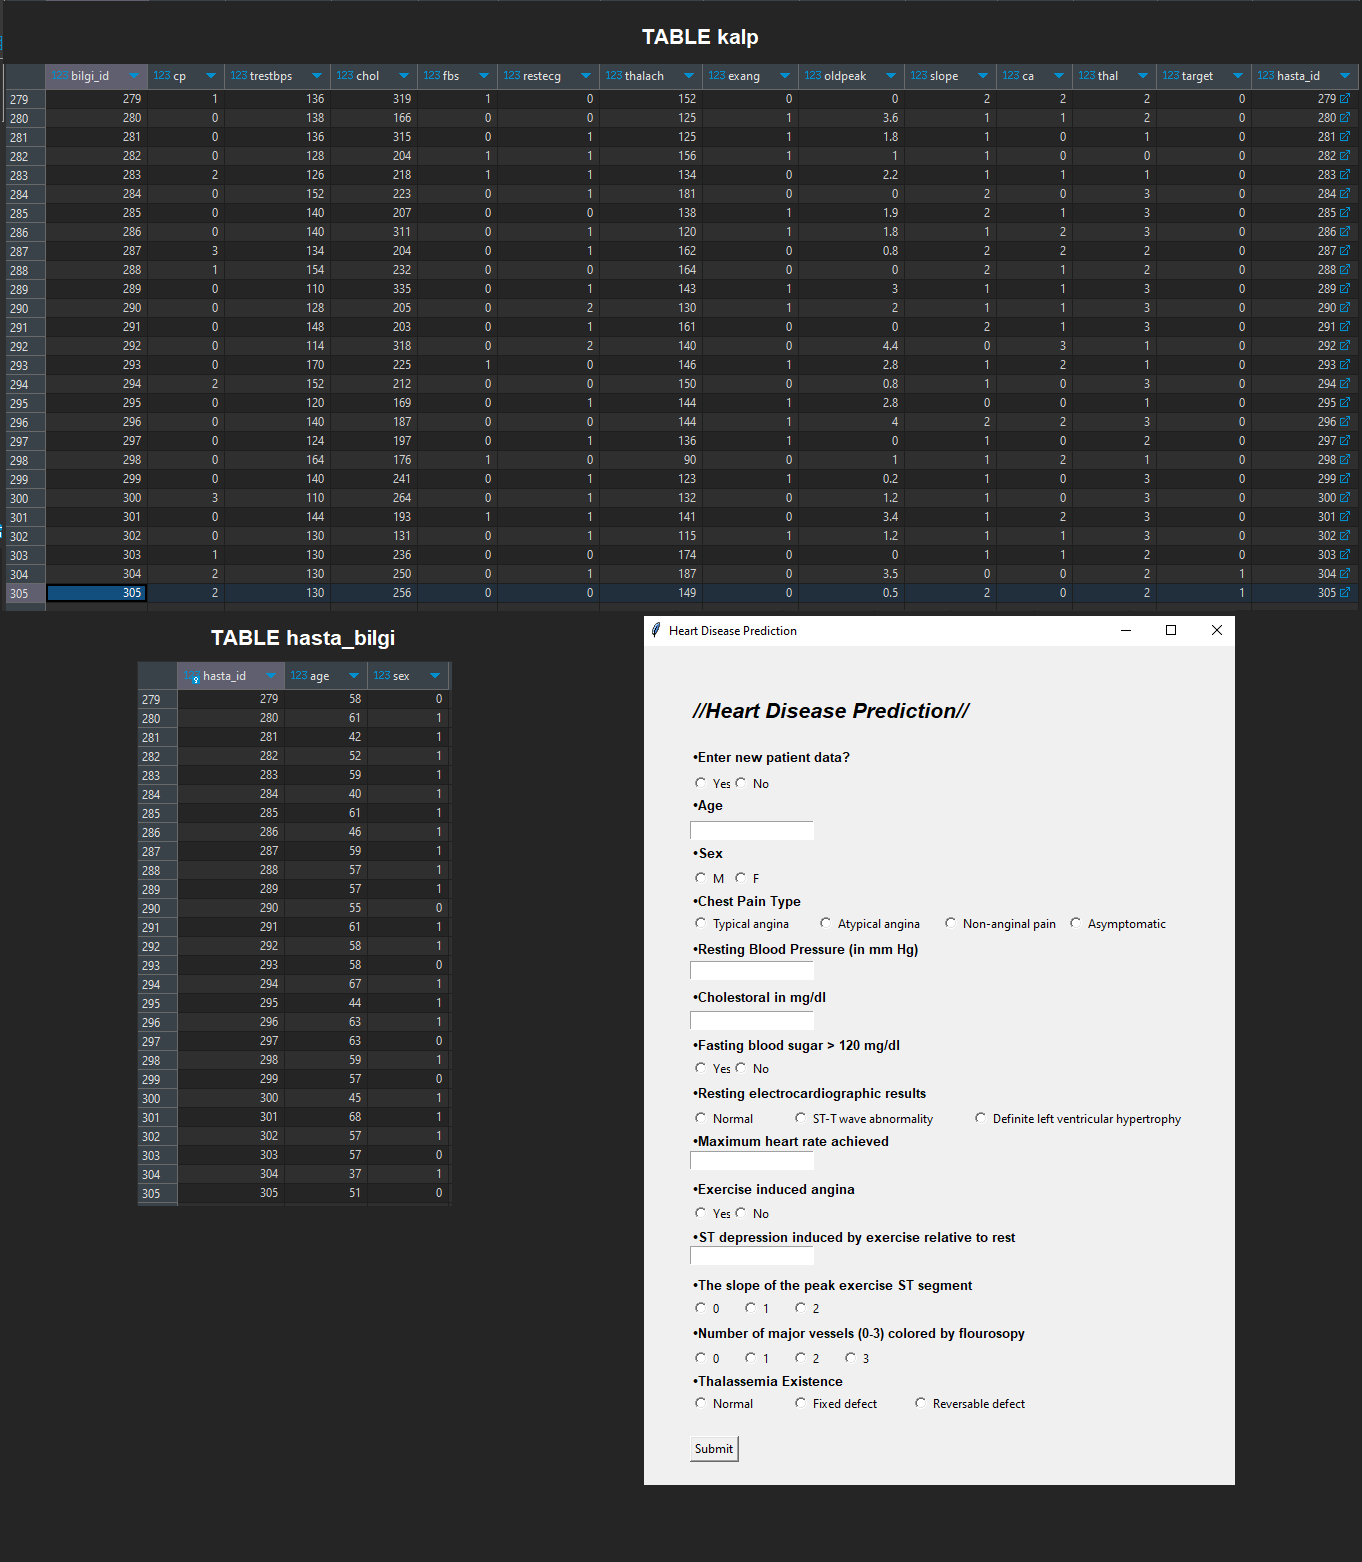 TABLE kalp
123 bilgi_id 123 cp 123 trestbps 123 chol 123 fbs 123 restecg 123 thalach 123 exang 123 oldpeak 123 slope 123 ca 123 thal 123 target 123 hasta_id
279 279 1 136 319 1 0 152 0 0 2 2 2 0 279
280 280 0 138 166 0 0 125 1 3.6 1 1 2 0 280
281 281 0 136 315 0 1 125 1 1.8 1 0 1 0 281
282 282 0 128 204 1 1 156 1 1 1 0 0 0 282
283 283 2 126 218 1 1 134 0 2.2 1 1 1 0 283
284 284 0 152 223 0 1 181 0 0 2 0 3 0 284
285 285 0 140 207 0 0 138 1 1.9 2 1 3 0 285
286 286 0 140 311 0 1 120 1 1.8 1 2 3 0 286
287 287 3 134 204 0 1 162 0 0.8 2 2 2 0 287
288 288 1 154 232 0 0 164 0 0 2 1 2 0 288
289 289 0 110 335 0 1 143 1 3 1 1 3 0 289
290 290 0 128 205 0 2 130 1 2 1 1 3 0 290
291 291 0 148 203 0 1 161 0 0 2 1 3 0 291
292 292 0 114 318 0 2 140 0 4.4 0 3 1 0 292
293 293 0 170 225 1 0 146 1 2.8 1 2 1 0 293
294 294 2 152 212 0 0 150 0 0.8 1 0 3 0 294
295 295 0 120 169 0 1 144 1 2.8 0 0 1 0 295
296 296 0 140 187 0 0 144 1 4 2 2 3 0 296
297 297 0 124 197 0 1 136 1 0 1 0 2 0 297
298 298 0 164 176 1 0 90 0 1 1 2 1 0 298
299 299 0 140 241 0 1 123 1 0.2 1 0 3 0 299
300 300 3 110 264 0 1 132 0 1.2 1 0 3 0 300
301 301 0 144 193 1 1 141 0 3.4 1 2 3 0 301
302 302 0 130 131 0 1 115 1 1.2 1 1 3 0 302
303 303 1 130 236 0 0 174 0 0 1 1 2 0 303
304 304 2 130 250 0 1 187 0 3.5 0 0 2 1 304
305 305 2 130 256 0 0 149 0 0.5 2 0 2 1 305
TABLE hasta_bilgi
hasta_id 123 age 123 sex
279 279 58 0
280 280 61 1
281 281 42 1
282 282 52 1
283 283 59 1
284 284 40 1
285 285 61 1
286 286 46 1
287 287 59 1
288 288 57 1
289 289 57 1
290 290 55 0
291 291 61 1
292 292 58 1
293 293 58 0
294 294 67 1
295 295 44 1
296 296 63 1
297 297 63 0
298 298 59 1
299 299 57 0
300 300 45 1
301 301 68 1
302 302 57 1
303 303 57 0
304 304 37 1
305 305 51 0
Heart Disease Prediction
//Heart Disease Prediction//
•Enter new patient data?
Yes No
•Age
•Sex
M F
•Chest Pain Type
Typical angina Atypical angina Non-anginal pain Asymptomatic
•Resting Blood Pressure (in mm Hg)
•Cholestoral in mg/dl
•Fasting blood sugar > 120 mg/dl
Yes No
•Resting electrocardiographic results
Normal ST-T wave abnormality Definite left ventricular hypertrophy
•Maximum heart rate achieved
•Exercise induced angina
Yes No
•ST depression induced by exercise relative to rest
•The slope of the peak exercise ST segment
0 1 2
•Number of major vessels (0-3) colored by flourosopy
0 1 2 3
•Thalassemia Existence
Normal Fixed defect Reversable defect
Submit